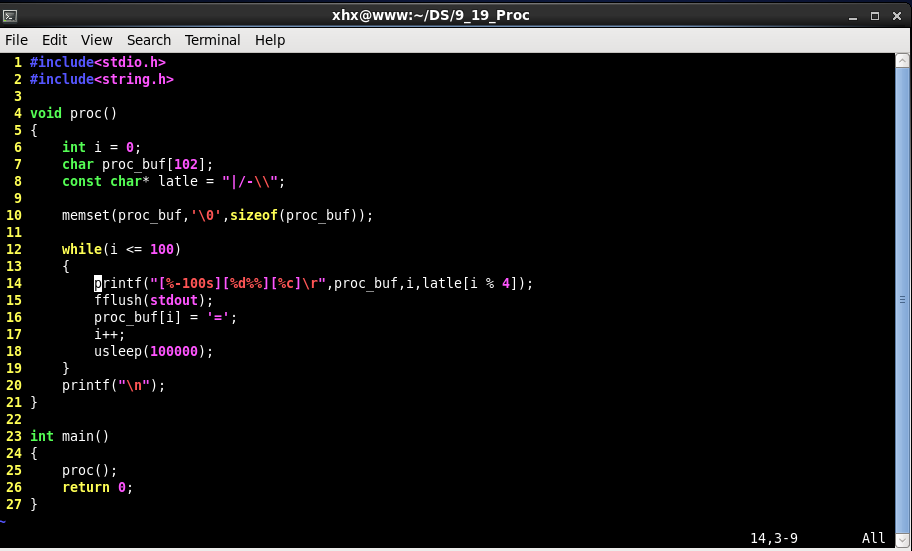 xhx@www:~/DS/9_19_Proc
File Edit View Search Terminal Help
1 #include<stdio.h>
2 #include<string.h>
3
4 void proc()
5 {
6     int i = 0;
7     char proc_buf[102];
8     const char* latle = "|/-\\";
9
10     memset(proc_buf,'\0',sizeof(proc_buf));
11
12     while(i <= 100)
13     {
14         printf("[%-100s][%d%%][%c]\r",proc_buf,i,latle[i % 4]);
15         fflush(stdout);
16         proc_buf[i] = '=';
17         i++;
18         usleep(100000);
19     }
20     printf("\n");
21 }
22
23 int main()
24 {
25     proc();
26     return 0;
27 }
~
14,3-9 All